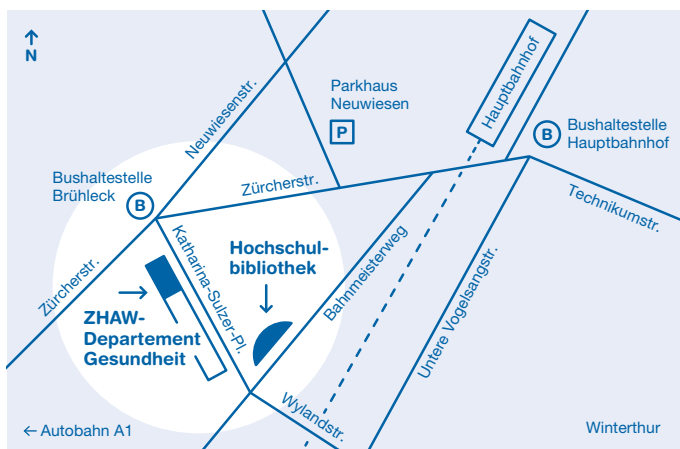 N
Neuwiesenstr.
Parkhaus
Neuwiesen
P
Hauptbahnhof
B
Bushaltestelle
Hauptbahnhof
Bushaltestelle
Brühleck
B
Zürcherstr.
Technikumstr.
Zürcherstr.
Katharina-Sulzer-Pl.
Hochschul-
bibliothek
Bahnmeisterweg
Untere Vogelsangstr.
ZHAW-
Departement
Gesundheit
Wylandstr.
← Autobahn A1
Winterthur